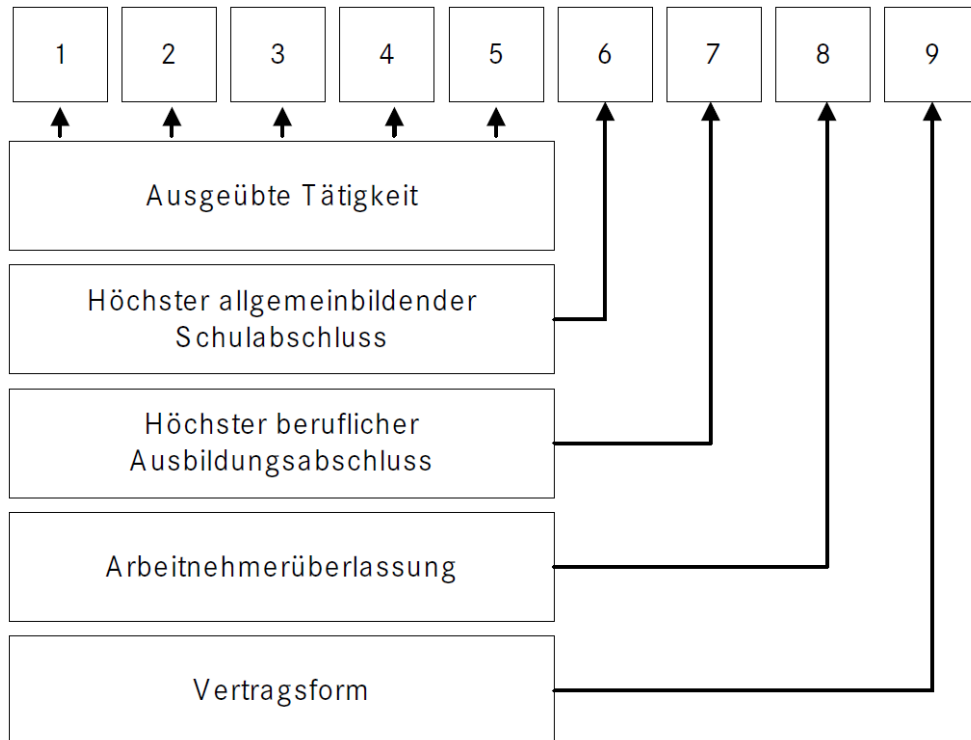 1 2 3 4 5 6 7 8 9
Ausgeübte Tätigkeit
Höchster allgemeinbildender
Schulabschluss
Höchster beruflicher
Ausbildungsabschluss
Arbeitnehmerüberlassung
Vertragsform